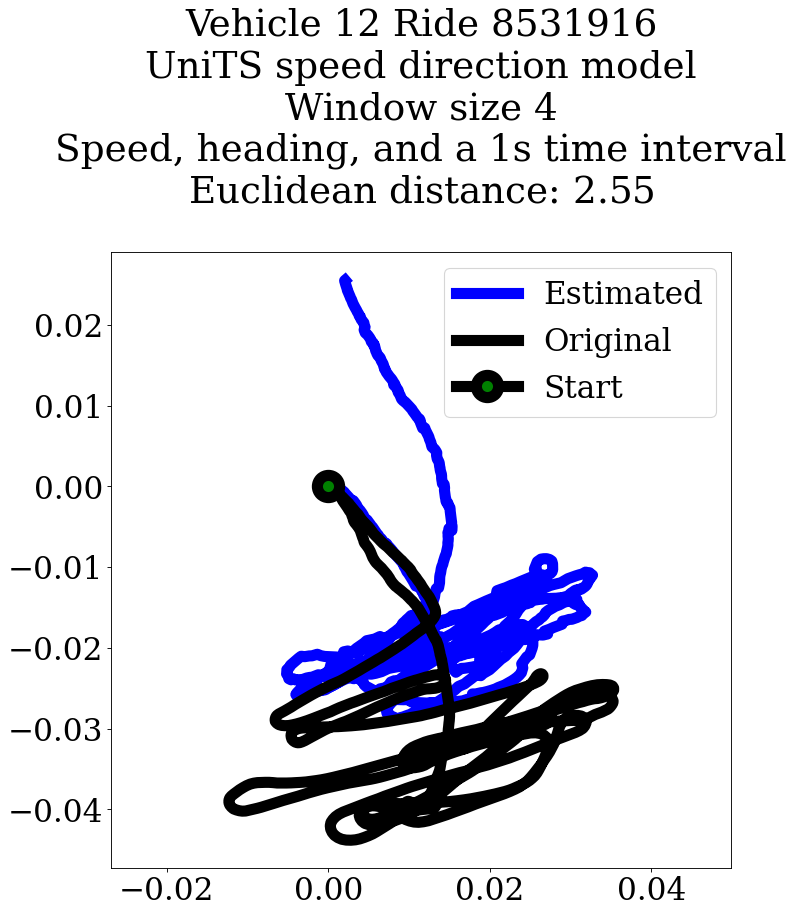 Vehicle 12 Ride 8531916
UniTS speed direction model
Window size 4
Speed, heading, and a 1s time interval
Euclidean distance: 2.55
Estimated
Original
Start
0.02
0.01
0.00
−0.01
−0.02
−0.03
−0.04
−0.02
0.00
0.02
0.04